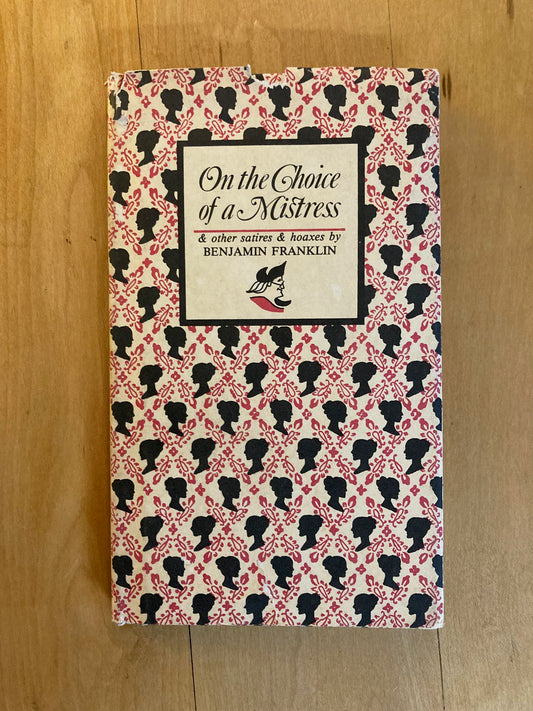 On the Choice
of a Mistress
& other satires & hoaxes by
BENJAMIN FRANKLIN